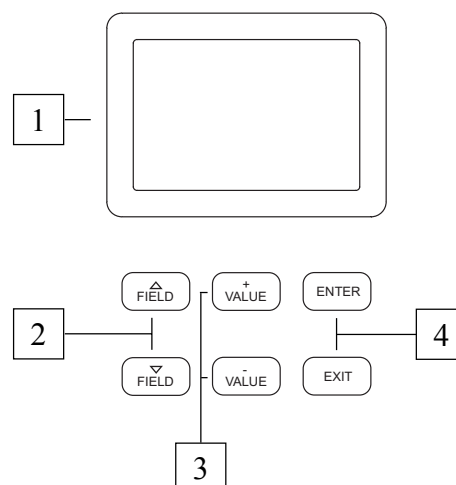 1
△ + ENTER
FIELD VALUE
2 4
▽ - EXIT
FIELD VALUE
3